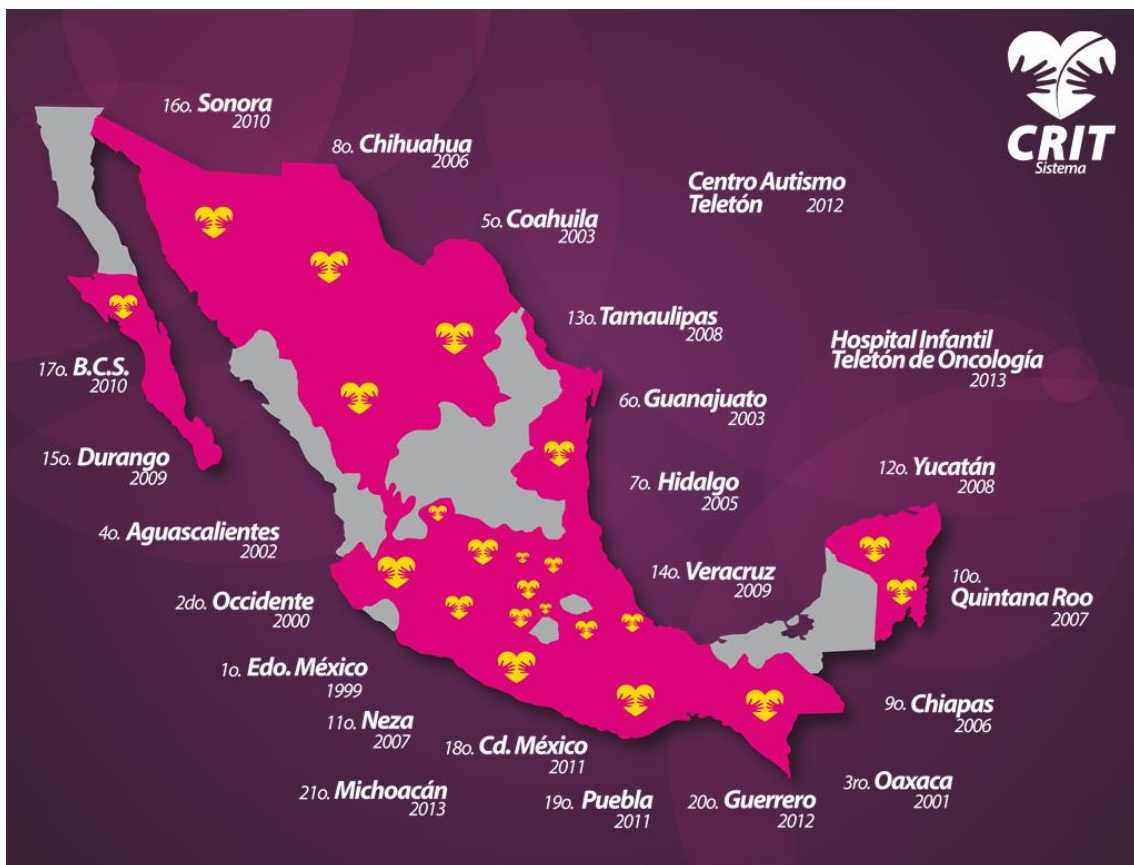 CRIT
Sistema
16o. Sonora
2010
8o. Chihuahua
2006
Centro Autismo
Teletón 2012
5o. Coahuila
2003
13o. Tamaulipas
2008
Hospital Infantil
Teletón de Oncología
2013
17o. B.C.S.
2010
6o. Guanajuato
2003
15o. Durango
2009
7o. Hidalgo
2005
12o. Yucatán
2008
4o. Aguascalientes
2002
14o. Veracruz
2009
10o.
Quintana Roo
2007
2do. Occidente
2000
1o. Edo. México
1999
9o. Chiapas
2006
11o. Neza
2007
18o. Cd. México
2011
21o. Michoacán
2013
19o. Puebla
2011
20o. Guerrero
2012
3ro. Oaxaca
2001